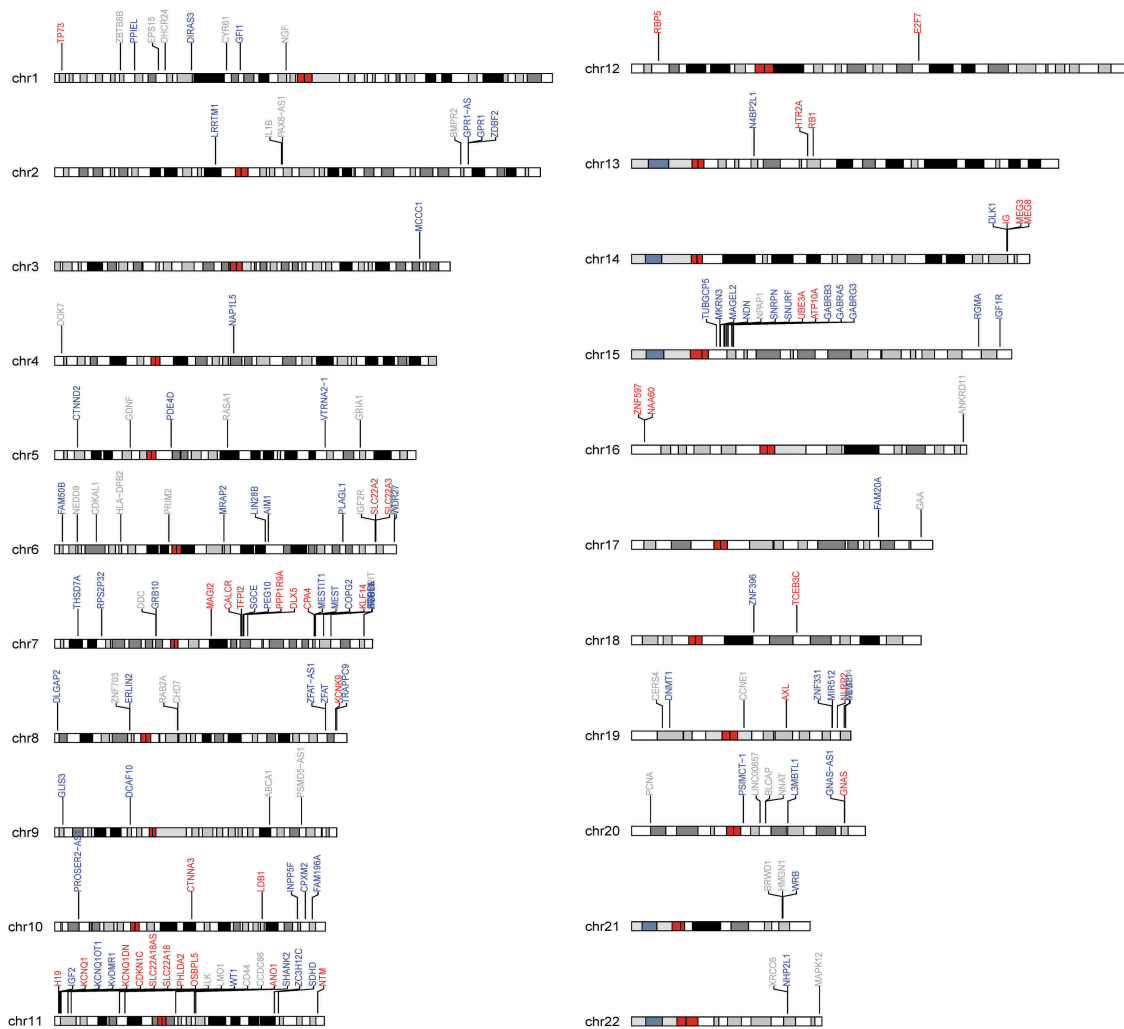 TP73 ZBTB8B PPIEL EPS15 DHCR24 DIRAS3 CYR61 GFI1 NGF
chr1
LRRTM1 IL1B PAX8-AS1 BMPR2 GPR1-AS GPR1 ZDBF2
chr2
MCCC1
chr3
DOK7 NAP1L5
chr4
CTNND2 GDNF PDE4D RASA1 VTRNA2-1 GRIA1
chr5
FAM50B NEDD9 CDKAL1 HLA-DPB2 PRIM2 MRAP2 LIN28B AIM1 PLAGL1 IGF2R SLC22A2 SLC22A3 WDR27
chr6
THSD7A RPS2P32 DDC GRB10 MAGI2 CALCR TFPI2 SGCE PEG10 PPP1R9A DLX5 CPA4 MESTIT1 MEST COPG2 KLF14
chr7
DLGAP2 ZNF703 ERLIN2 RAB2A CHD7 ZFAT-AS1 ZFAT KCNK9 TRAPPC9
chr8
GLIS3 DCAF10 ABCA1 PSMD5-AS1
chr9
PROSER2-AS1 CTNNA3 LDB1 INPP5F CPXM2 FAM196A
chr10
H19 IGF2 KCNQ1 KCNQ1OT1 KvDMR1 KCNQ1DN CDKN1C SLC22A18AS SLC22A18 PHLDA2 OSBPL5 ILK LMO1 WT1 CD44 CCDC86 ANO1 SHANK2 ZC3H12C SDHD NTM
chr11
RBP5 E2F7
chr12
N4BP2L1 HTR2A RB1
chr13
DLK1 IG MEG3 MEG8
chr14
TUBGCP5 MKRN3 MAGEL2 NDN NPAP1 SNRPN SNURF UBE3A ATP10A GABRB3 GABRA5 GABRG3 RGMA IGF1R
chr15
ZNF597 NAA60 ANKRD11
chr16
FAM20A GAA
chr17
ZNF396 TCEB3C
chr18
CERS4 DNMT1 CCNE1 AXL ZNF331 MIR512 NLRP2
chr19
PCNA PSIMCT-1 LINC00657 BLCAP NNAT L3MBTL1 GNAS-AS1 GNAS
chr20
BRWD1 HMGN1 WRB
chr21
XRCC6 NHP2L1 MAPK12
chr22